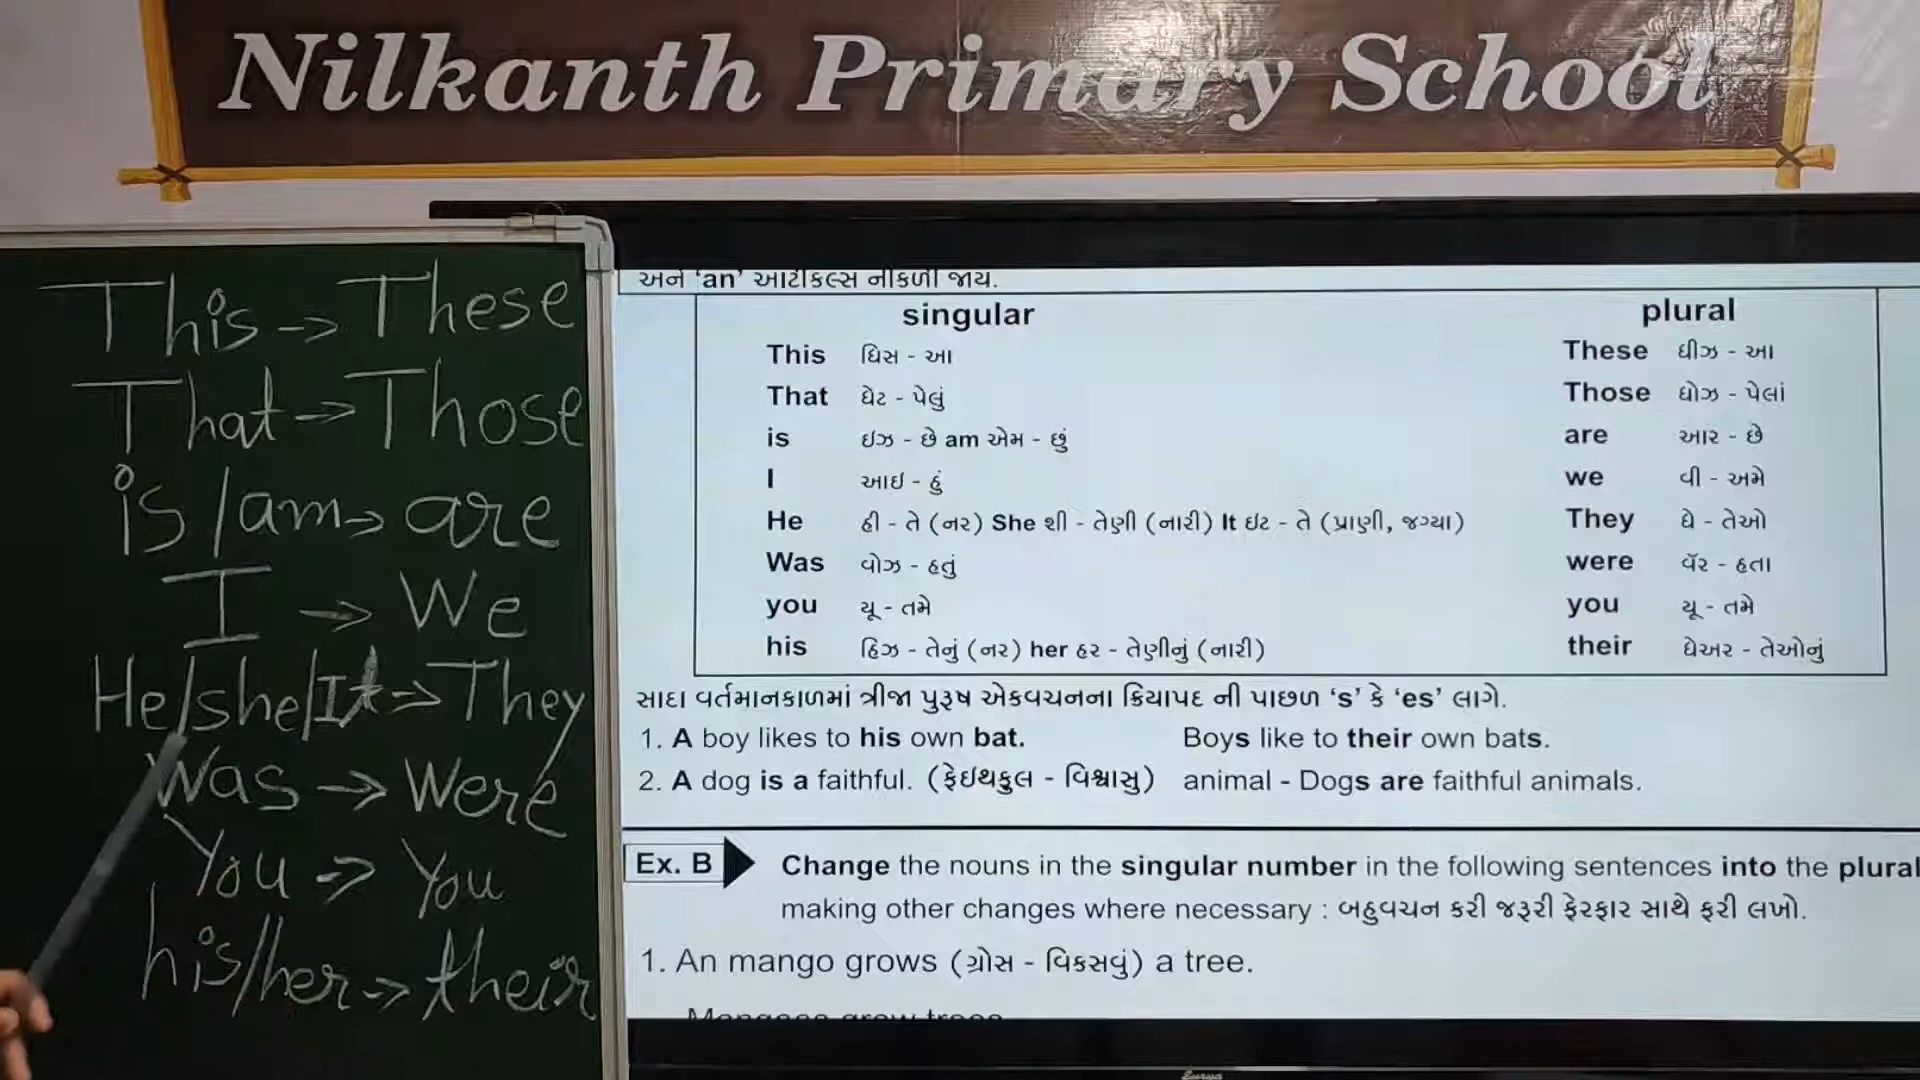 Nilkanth Primary School
This -> These
That -> Those
is / am -> are
I -> We
He/she/It -> They
Was -> Were
You -> You
his/her -> their
અને ‘an’ આર્ટીકલ્સ નીકળી જાય.
singular plural
This ધિસ - આ These ધીઝ - આ
That ધેટ - પેલું Those ધોઝ - પેલાં
is ઇઝ - છે am એમ - છું are આર - છે
I આઇ - હું we વી - અમે
He હી - તે (નર) She શી - તેણી (નારી) It ઇટ - તે (પ્રાણી, જગ્યા) They ધે - તેઓ
Was વોઝ - હતું were વૅર - હતા
you યૂ - તમે you યૂ - તમે
his હિઝ - તેનું (નર) her હર - તેણીનું (નારી) their ધેઅર - તેઓનું
સાદા વર્તમાનકાળમાં ત્રીજા પુરૂષ એકવચનના ક્રિયાપદ ની પાછળ ‘s’ કે ‘es’ લાગે.
1. A boy likes to his own bat. Boys like to their own bats.
2. A dog is a faithful. (ફેઈથફુલ - વિશ્વાસુ) animal - Dogs are faithful animals.
Ex. B Change the nouns in the singular number in the following sentences into the plural
making other changes where necessary : બહુવચન કરી જરૂરી ફેરફાર સાથે ફરી લખો.
1. An mango grows (ગ્રોસ - વિકસવું) a tree.
Mangoes grow trees